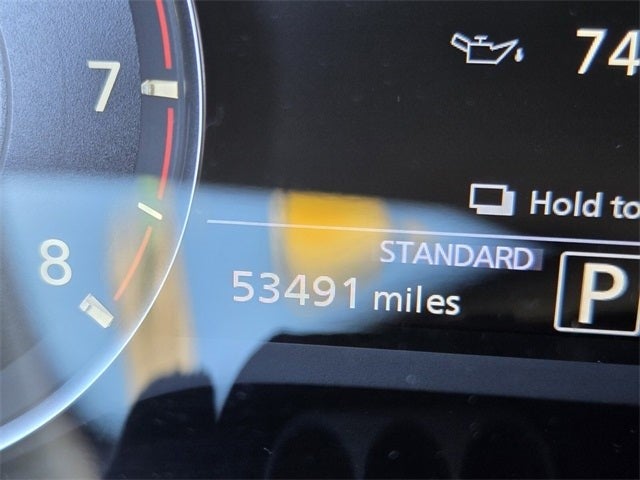 7
74
Hold to
STANDARD
8
53491 miles
P